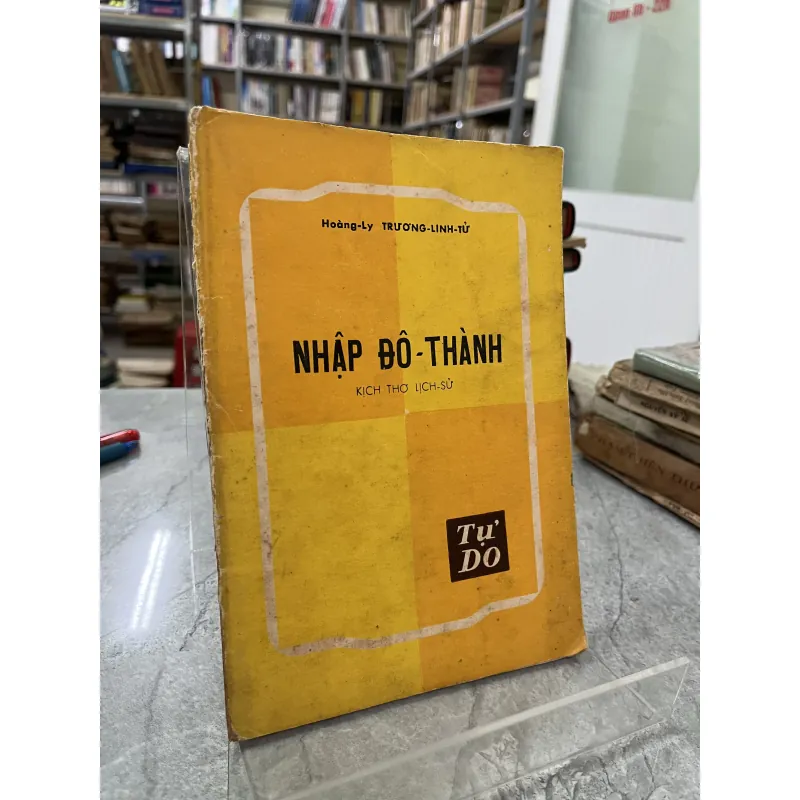 Hoàng-Ly TRƯƠNG-LINH-TỬ
NHẬP ĐÔ-THÀNH
KỊCH THƠ LỊCH-SỬ
Tự
DO